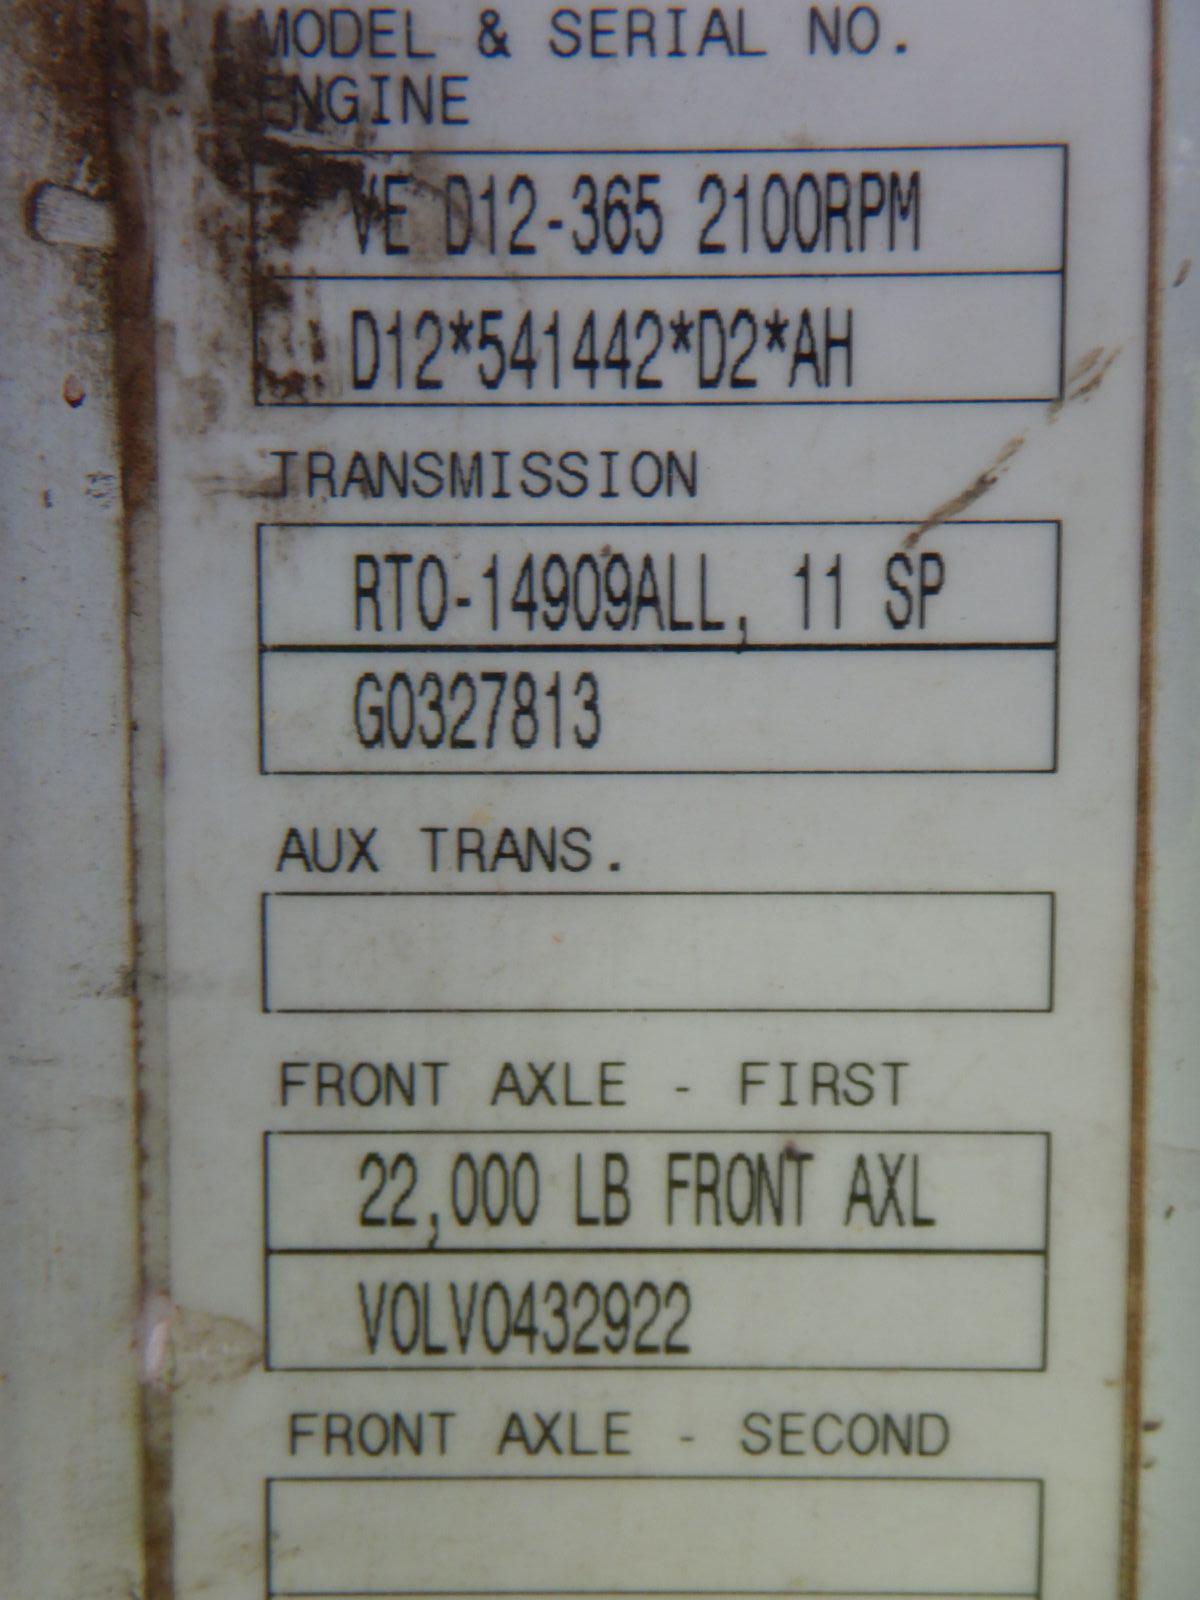 MODEL & SERIAL NO.
ENGINE
VE D12-365 2100RPM
D12*541442*D2*AH
TRANSMISSION
RTO-14909ALL, 11 SP
G0327813
AUX TRANS.
FRONT AXLE - FIRST
22,000 LB FRONT AXL
VOLVO432922
FRONT AXLE - SECOND